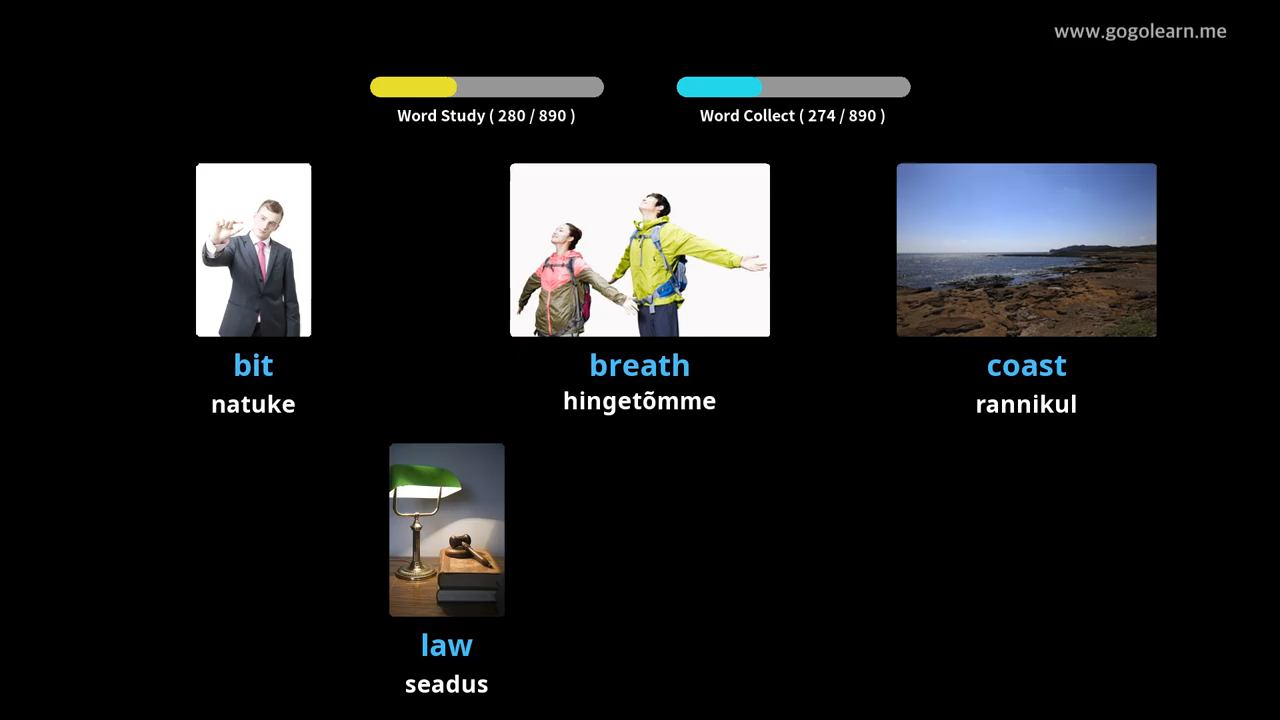 www.gogolearn.me
Word Study ( 280 / 890 )
Word Collect ( 274 / 890 )
bit
natuke
breath
hingetõmme
coast
rannikul
law
seadus